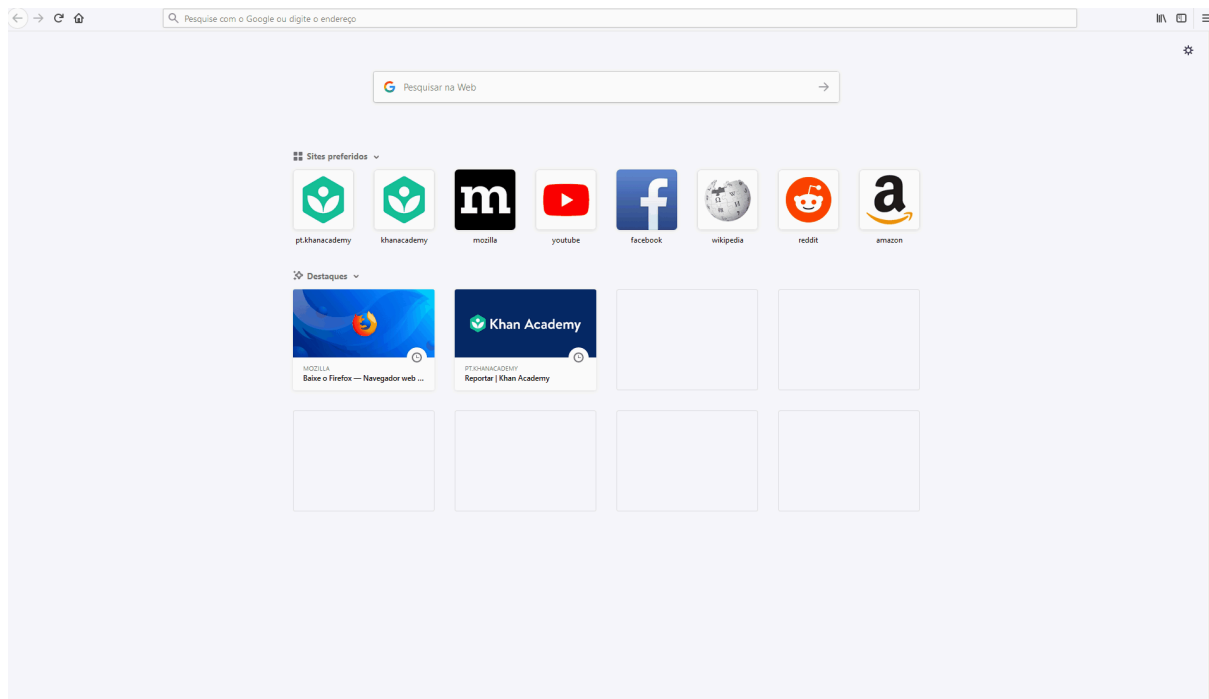 Pesquise com o Google ou digite o endereço
Pesquisar na Web
Sites preferidos
m
f
a
pt.khanacademy
khanacademy
mozilla
youtube
facebook
wikipedia
reddit
amazon
Destaques
Khan Academy
MOZILLA
Baixe o Firefox — Navegador web ...
PT.KHANACADEMY
Reportar | Khan Academy